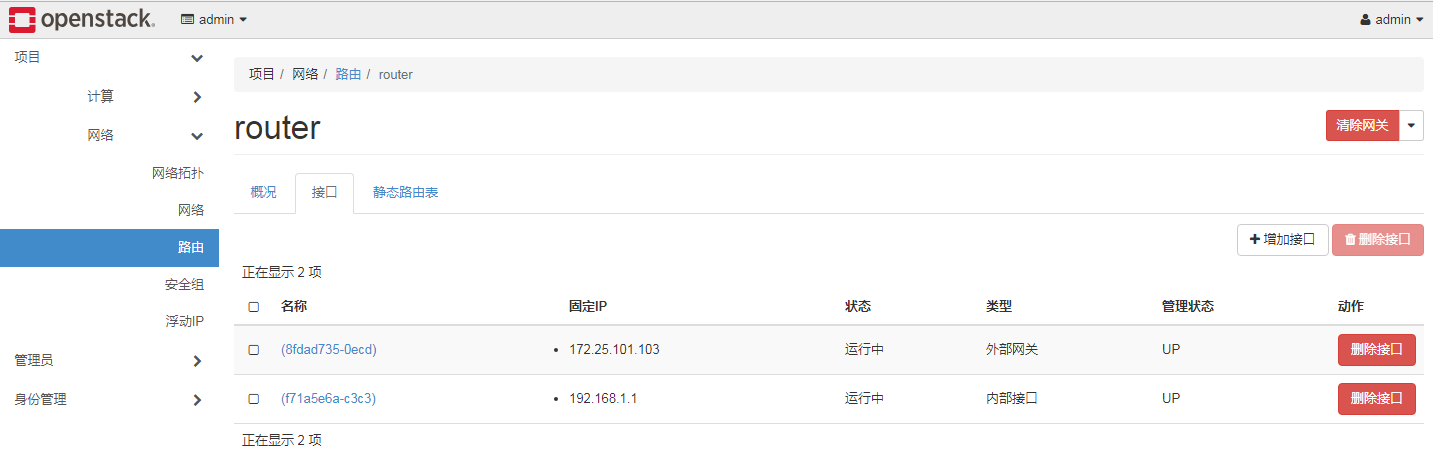 openstack. admin admin
项目
计算
网络
网络拓扑
网络
路由
安全组
浮动IP
管理员
身份管理
项目 / 网络 / 路由 / router
router
清除网关
概况 接口 静态路由表
增加接口 删除接口
正在显示 2 项
名称 固定IP 状态 类型 管理状态 动作
(8fdad735-0ecd) • 172.25.101.103 运行中 外部网关 UP 删除接口
(f71a5e6a-c3c3) • 192.168.1.1 运行中 内部接口 UP 删除接口
正在显示 2 项